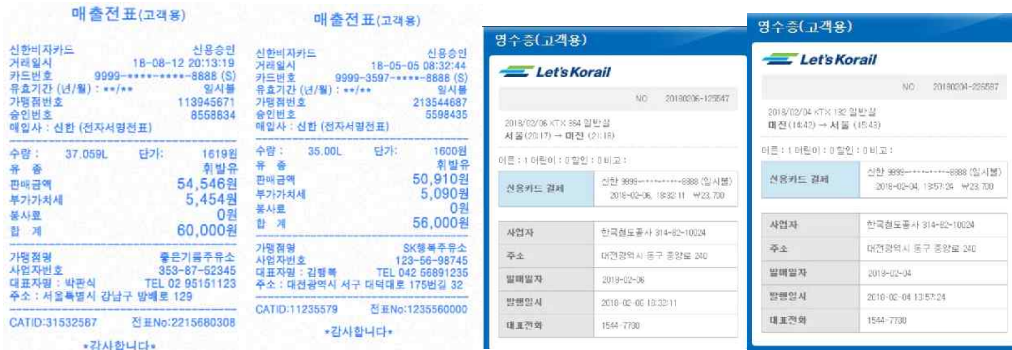 매출전표(고객용)
신한비자카드 신용승인
거래일시 18-08-12 20:13:19
카드번호 9999-****-****-8888 (S)
유효기간 (년/월) : **/** 일시불
가맹점번호 113945671
승인번호 8558834
매입사 : 신한 (전자서명전표)
수량 : 37.059L 단가: 1619원
유 종 휘발유
판매금액 54,546원
부가가치세 5,454원
봉사료 0원
합 계 60,000원
가맹점명 좋은기름주유소
사업자번호 353-87-52345
대표자명 : 박판식 TEL 02 95151123
주소 : 서울특별시 강남구 방배로 129
CATID:31532587 전표No:2215680308
*감사합니다*
매출전표(고객용)
신한비자카드 신용승인
거래일시 18-05-05 08:32:44
카드번호 9999-3597-****-8888 (S)
유효기간 (년/월) : **/** 일시불
가맹점번호 213544687
승인번호 5598435
매입사 : 신한 (전자서명전표)
수량 : 35.00L 단가: 1600원
유 종 휘발유
판매금액 50,910원
부가가치세 5,090원
봉사료 0원
합 계 56,000원
가맹점명 SK행복주유소
사업자번호 123-56-98745
대표자명 : 김행복 TEL 042 56891235
주소 : 대전광역시 서구 대덕대로 175번길 32
CATID:11235579 전표No:1235560000
*감사합니다*
영수증(고객용)
Let's Korail
NO 20180206-125547
2018/02/06 KTX 364 일반실
서울(20:17) → 대전 (21:18)
어른 : 1 어린이 : 0 할인 : 0 비고 :
신용카드 결제 신한 9999-****-****-8888 (일시불)
2018-02-06, 18:32:11 ₩23,700
사업자 한국철도공사 314-82-10024
주소 대전광역시 동구 중앙로 240
발매일자 2018-02-06
발행일시 2018-02-06 18:32:11
대표전화 1544-7788
영수증(고객용)
Let's Korail
NO 20180204-226587
2018/02/04 KTX 182 일반실
대전(14:42) → 서울 (15:43)
어른 : 1 어린이 : 0 할인 : 0 비고 :
신용카드 결제 신한 9999-****-****-8888 (일시불)
2018-02-04, 13:57:24 ₩23,700
사업자 한국철도공사 314-82-10024
주소 대전광역시 동구 중앙로 240
발매일자 2018-02-04
발행일시 2018-02-04 13:57:24
대표전화 1544-7788